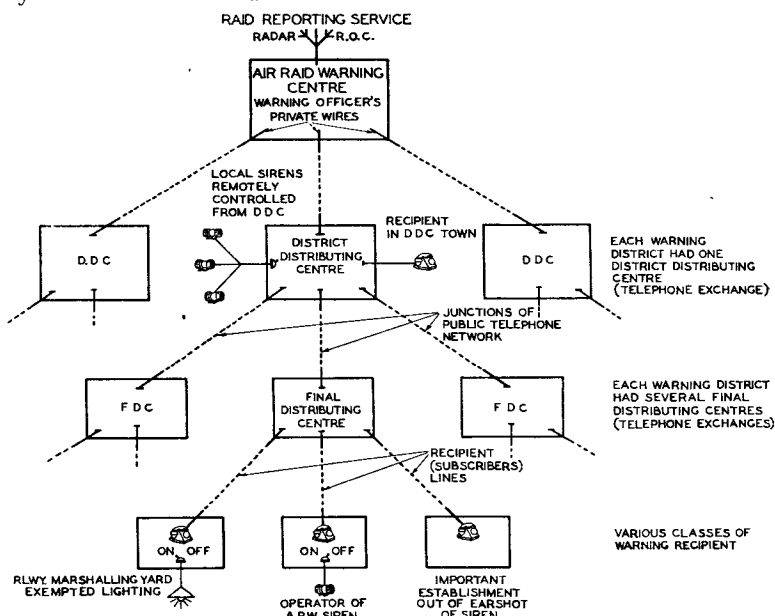 RAID REPORTING SERVICE
RADAR R.O.C.
AIR RAID WARNING
CENTRE
WARNING OFFICER'S
PRIVATE WIRES
LOCAL SIRENS
REMOTELY
CONTROLLED
FROM DDC
RECIPIENT
IN DDC TOWN
D.DC
DISTRICT
DISTRIBUTING
CENTRE
DDC
EACH WARNING
DISTRICT HAD ONE
DISTRICT DISTRIBUTING
CENTRE
(TELEPHONE EXCHANGE)
JUNCTIONS OF
PUBLIC TELEPHONE
NETWORK
FDC
FINAL
DISTRIBUTING
CENTRE
FDC
EACH WARNING DISTRICT
HAD SEVERAL FINAL
DISTRIBUTING CENTRES
(TELEPHONE EXCHANGES)
RECIPIENT
(SUBSCRIBERS)
LINES
ON OFF
ON OFF
VARIOUS CLASSES OF
WARNING RECIPIENT
RLWY. MARSHALLING YARD
EXEMPTED LIGHTING
OPERATOR OF
A.R.W. SIREN
IMPORTANT
ESTABLISHMENT
OUT OF EARSHOT
OF SIREN